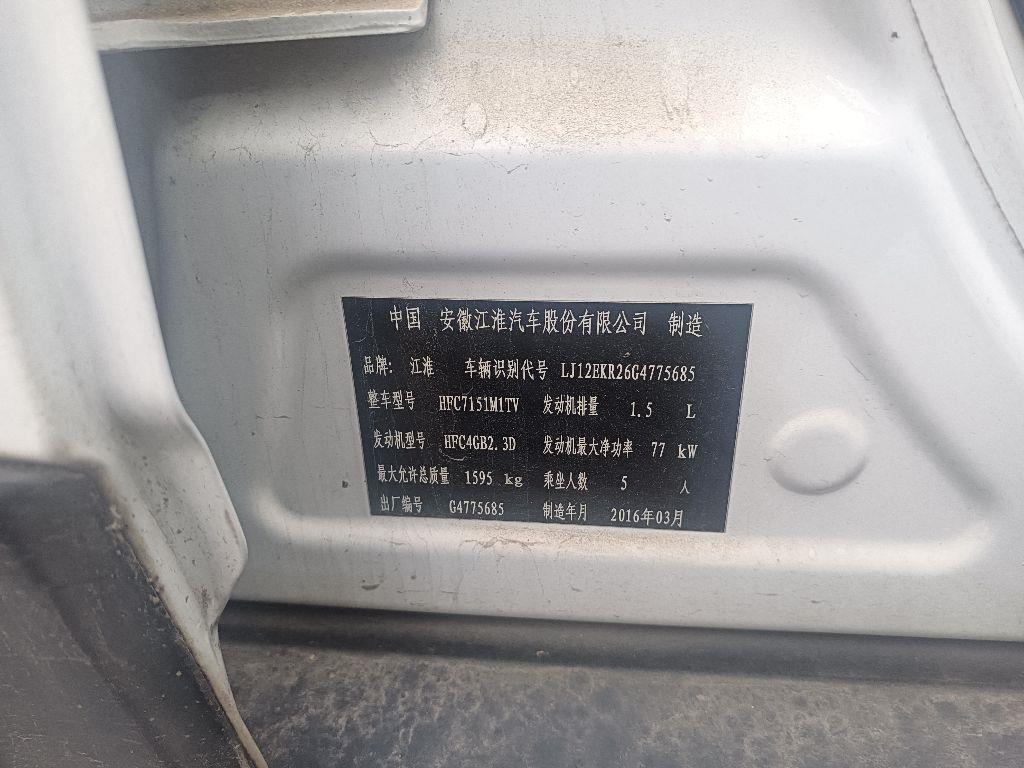 中国 安徽江淮汽车股份有限公司 制造
品牌: 江淮 车辆识别代号 LJ12EKR26G4775685
整车型号 HFC7151M1TV 发动机排量 1.5 L
发动机型号 HFC4GB2.3D 发动机最大净功率 77 kW
最大允许总质量 1595 kg 乘坐人数 5 人
出厂编号 G4775685 制造年月 2016年03月